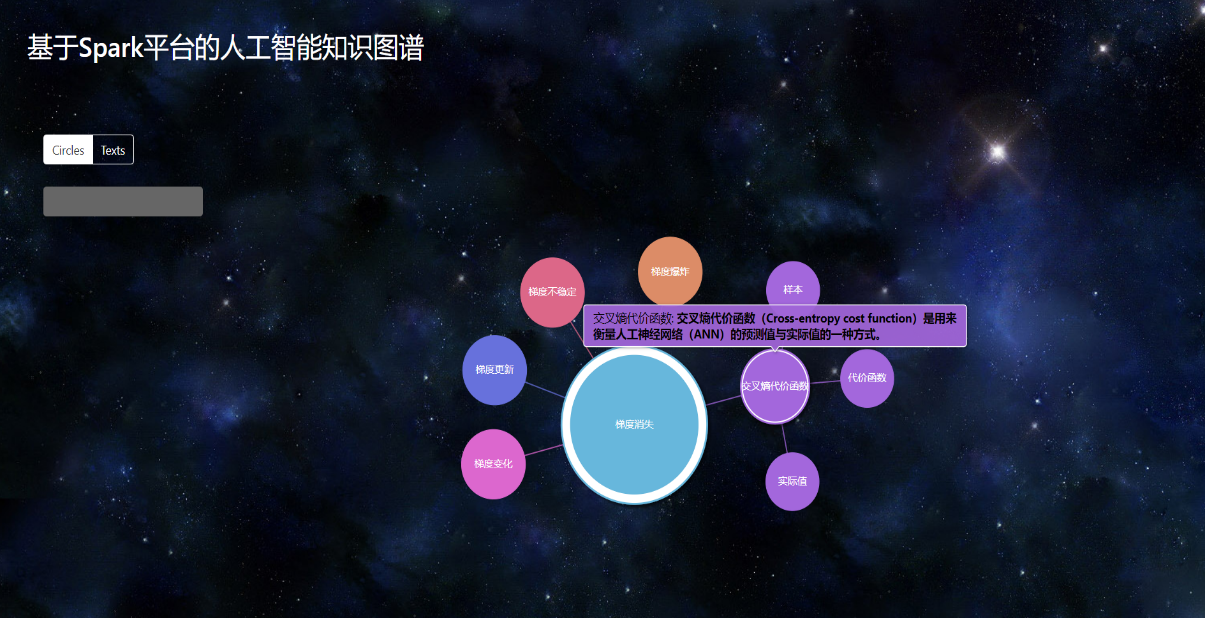 基于Spark平台的人工智能知识图谱
Circles
Texts
梯度爆炸
梯度不稳定
样本
交叉熵代价函数: 交叉熵代价函数（Cross-entropy cost function）是用来
衡量人工神经网络（ANN）的预测值与实际值的一种方式。
梯度更新
代价函数
交叉熵代价函数
梯度消失
梯度变化
实际值